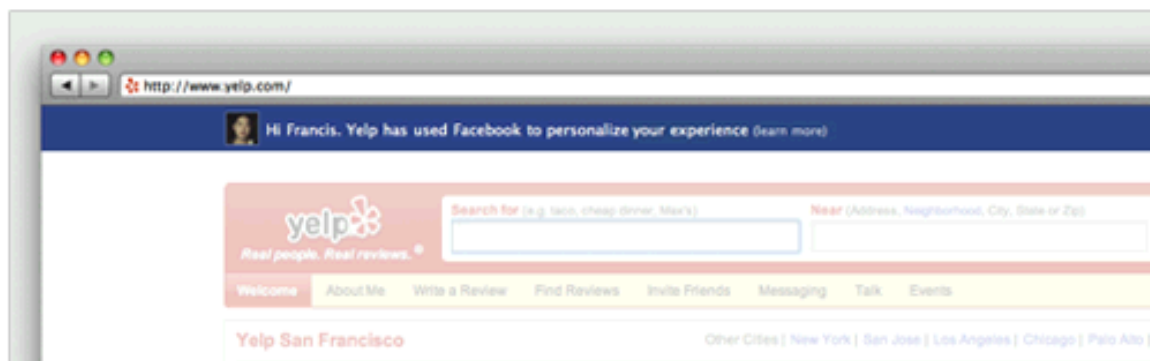 http://www.yelp.com/
Hi Francis. Yelp has used Facebook to personalize your experience (learn more)
yelp
Real people. Real reviews.®
Search for (e.g. taco, cheap dinner, Max's)
Near (Address, Neighborhood, City, State or Zip)
Welcome About Me Write a Review Find Reviews Invite Friends Messaging Talk Events
Yelp San Francisco
Other Cities | New York | San Jose | Los Angeles | Chicago | Palo Alto |